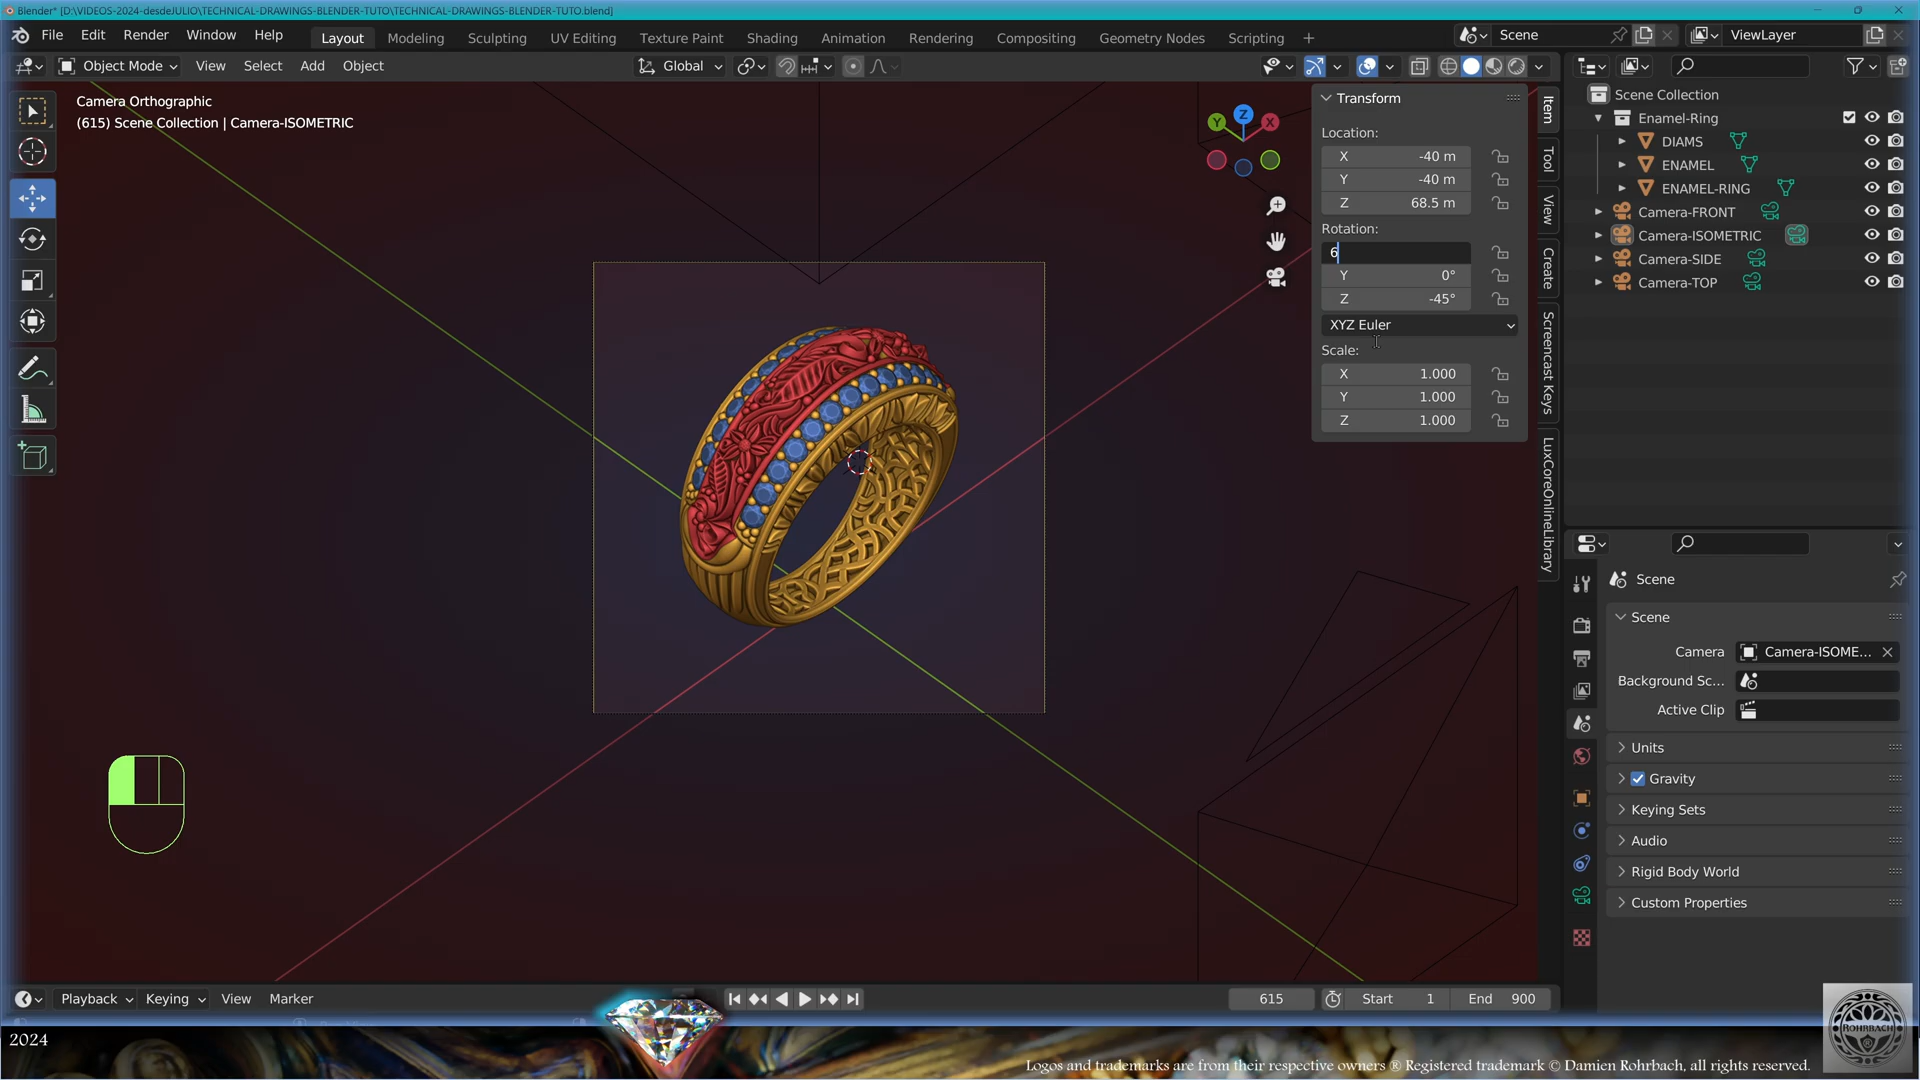 Blender* [D:\VIDEOS-2024-desdeJULIO\TECHNICAL-DRAWINGS-BLENDER-TUTO\TECHNICAL-DRAWINGS-BLENDER-TUTO.blend]
File Edit Render Window Help Layout Modeling Sculpting UV Editing Texture Paint Shading Animation Rendering Compositing Geometry Nodes Scripting + Scene ViewLayer
Object Mode View Select Add Object Global
Camera Orthographic
(615) Scene Collection | Camera-ISOMETRIC
Z
Y
X
Transform
Location:
X -40 m
Y -40 m
Z 68.5 m
Rotation:
6
Y 0°
Z -45°
XYZ Euler
Scale:
X 1.000
Y 1.000
Z 1.000
Item
Tool
View
Create
Screencast Keys
LuxCoreOnlineLibrary
Scene Collection
Enamel-Ring
DIAMS
ENAMEL
ENAMEL-RING
Camera-FRONT
Camera-ISOMETRIC
Camera-SIDE
Camera-TOP
Scene
Scene
Camera Camera-ISOME...
Background Sc...
Active Clip
Units
Gravity
Keying Sets
Audio
Rigid Body World
Custom Properties
Playback Keying View Marker 615 Start 1 End 900
2024
ROHRBACH
®
Logos and trademarks are from their respective owners ® Registered trademark © Damien Rohrbach, all rights reserved.